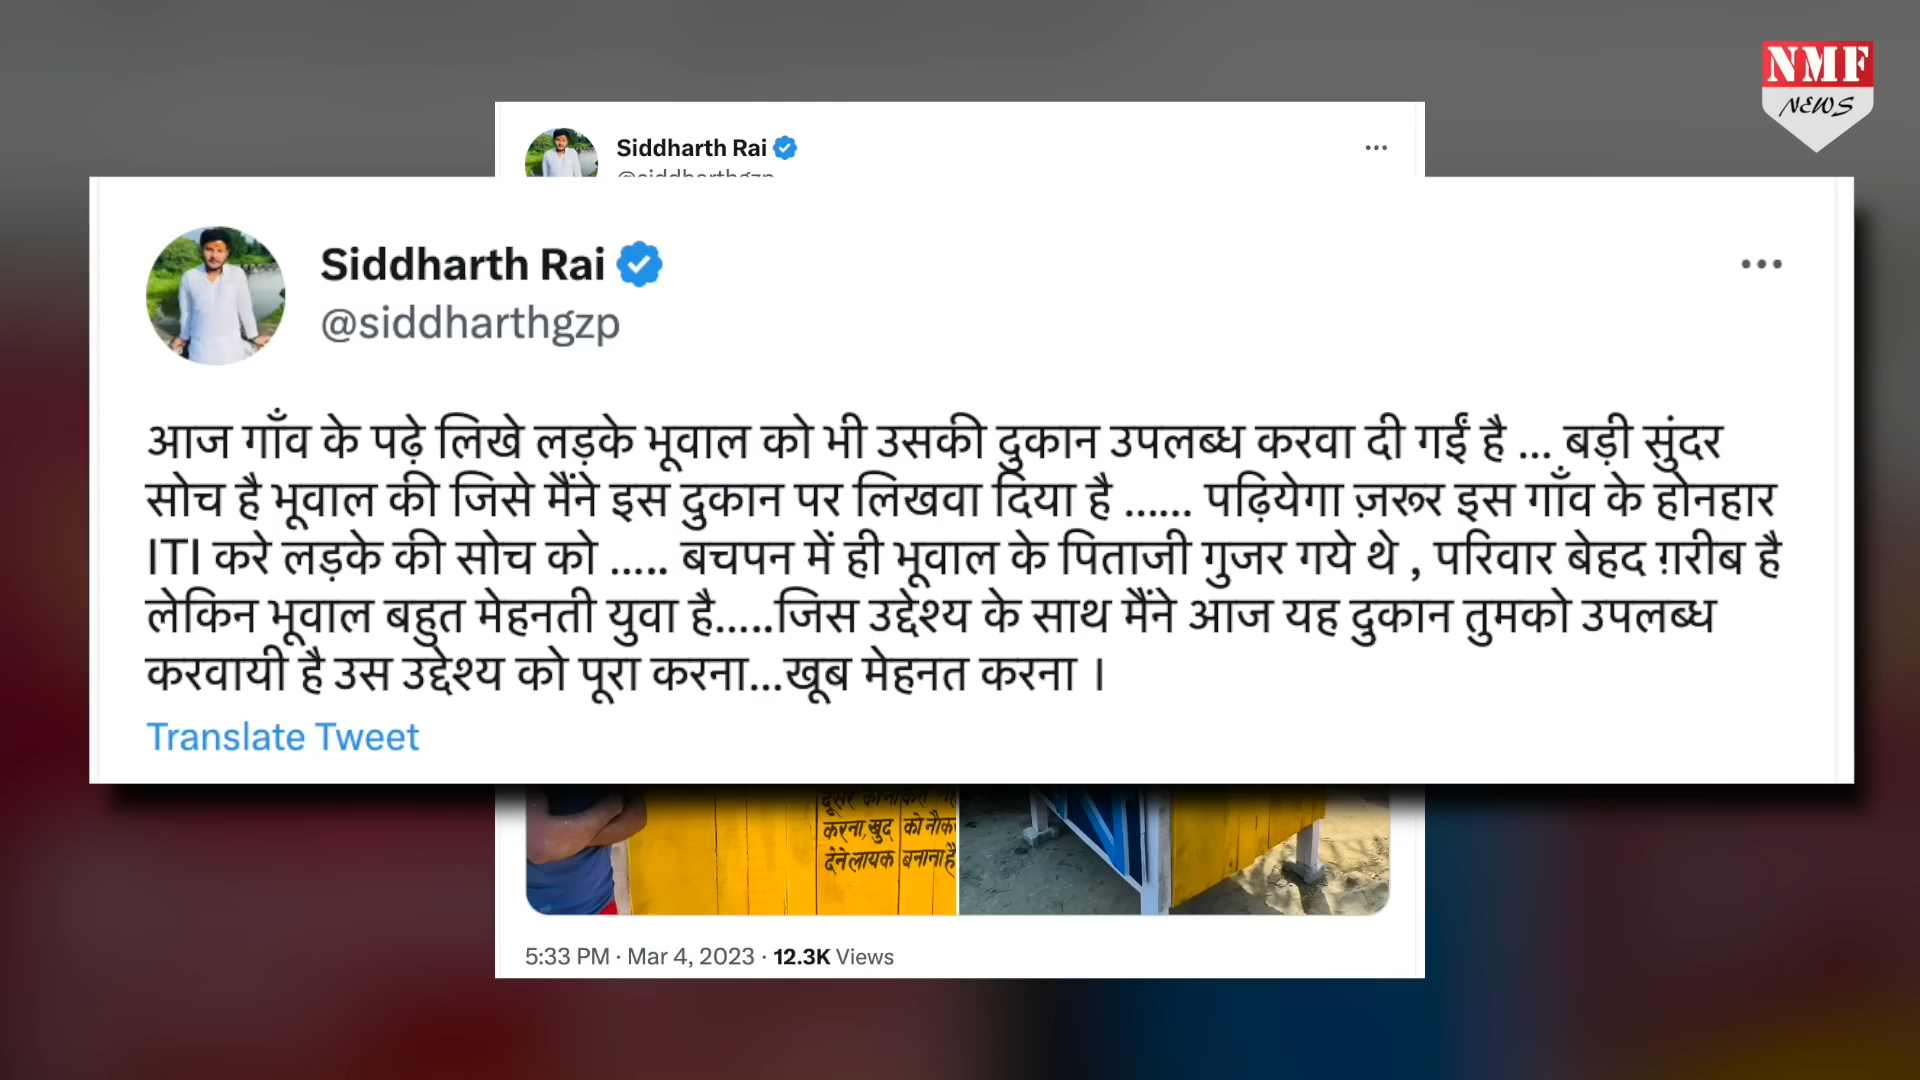 NMF
NEWS
Siddharth Rai
@siddharthgzp
Siddharth Rai
@siddharthgzp
आज गाँव के पढ़े लिखे लड़के भूवाल को भी उसकी दुकान उपलब्ध करवा दी गईं है ... बड़ी सुंदर
सोच है भूवाल की जिसे मैंने इस दुकान पर लिखवा दिया है ...... पढ़ियेगा ज़रूर इस गाँव के होनहार
ITI करे लड़के की सोच को ..... बचपन में ही भूवाल के पिताजी गुजर गये थे , परिवार बेहद ग़रीब है
लेकिन भूवाल बहुत मेहनती युवा है.....जिस उद्देश्य के साथ मैंने आज यह दुकान तुमको उपलब्ध
करवायी है उस उद्देश्य को पूरा करना...खूब मेहनत करना ।
Translate Tweet
करना, खुद को
देने लायक बनाना है
5:33 PM · Mar 4, 2023 · 12.3K Views